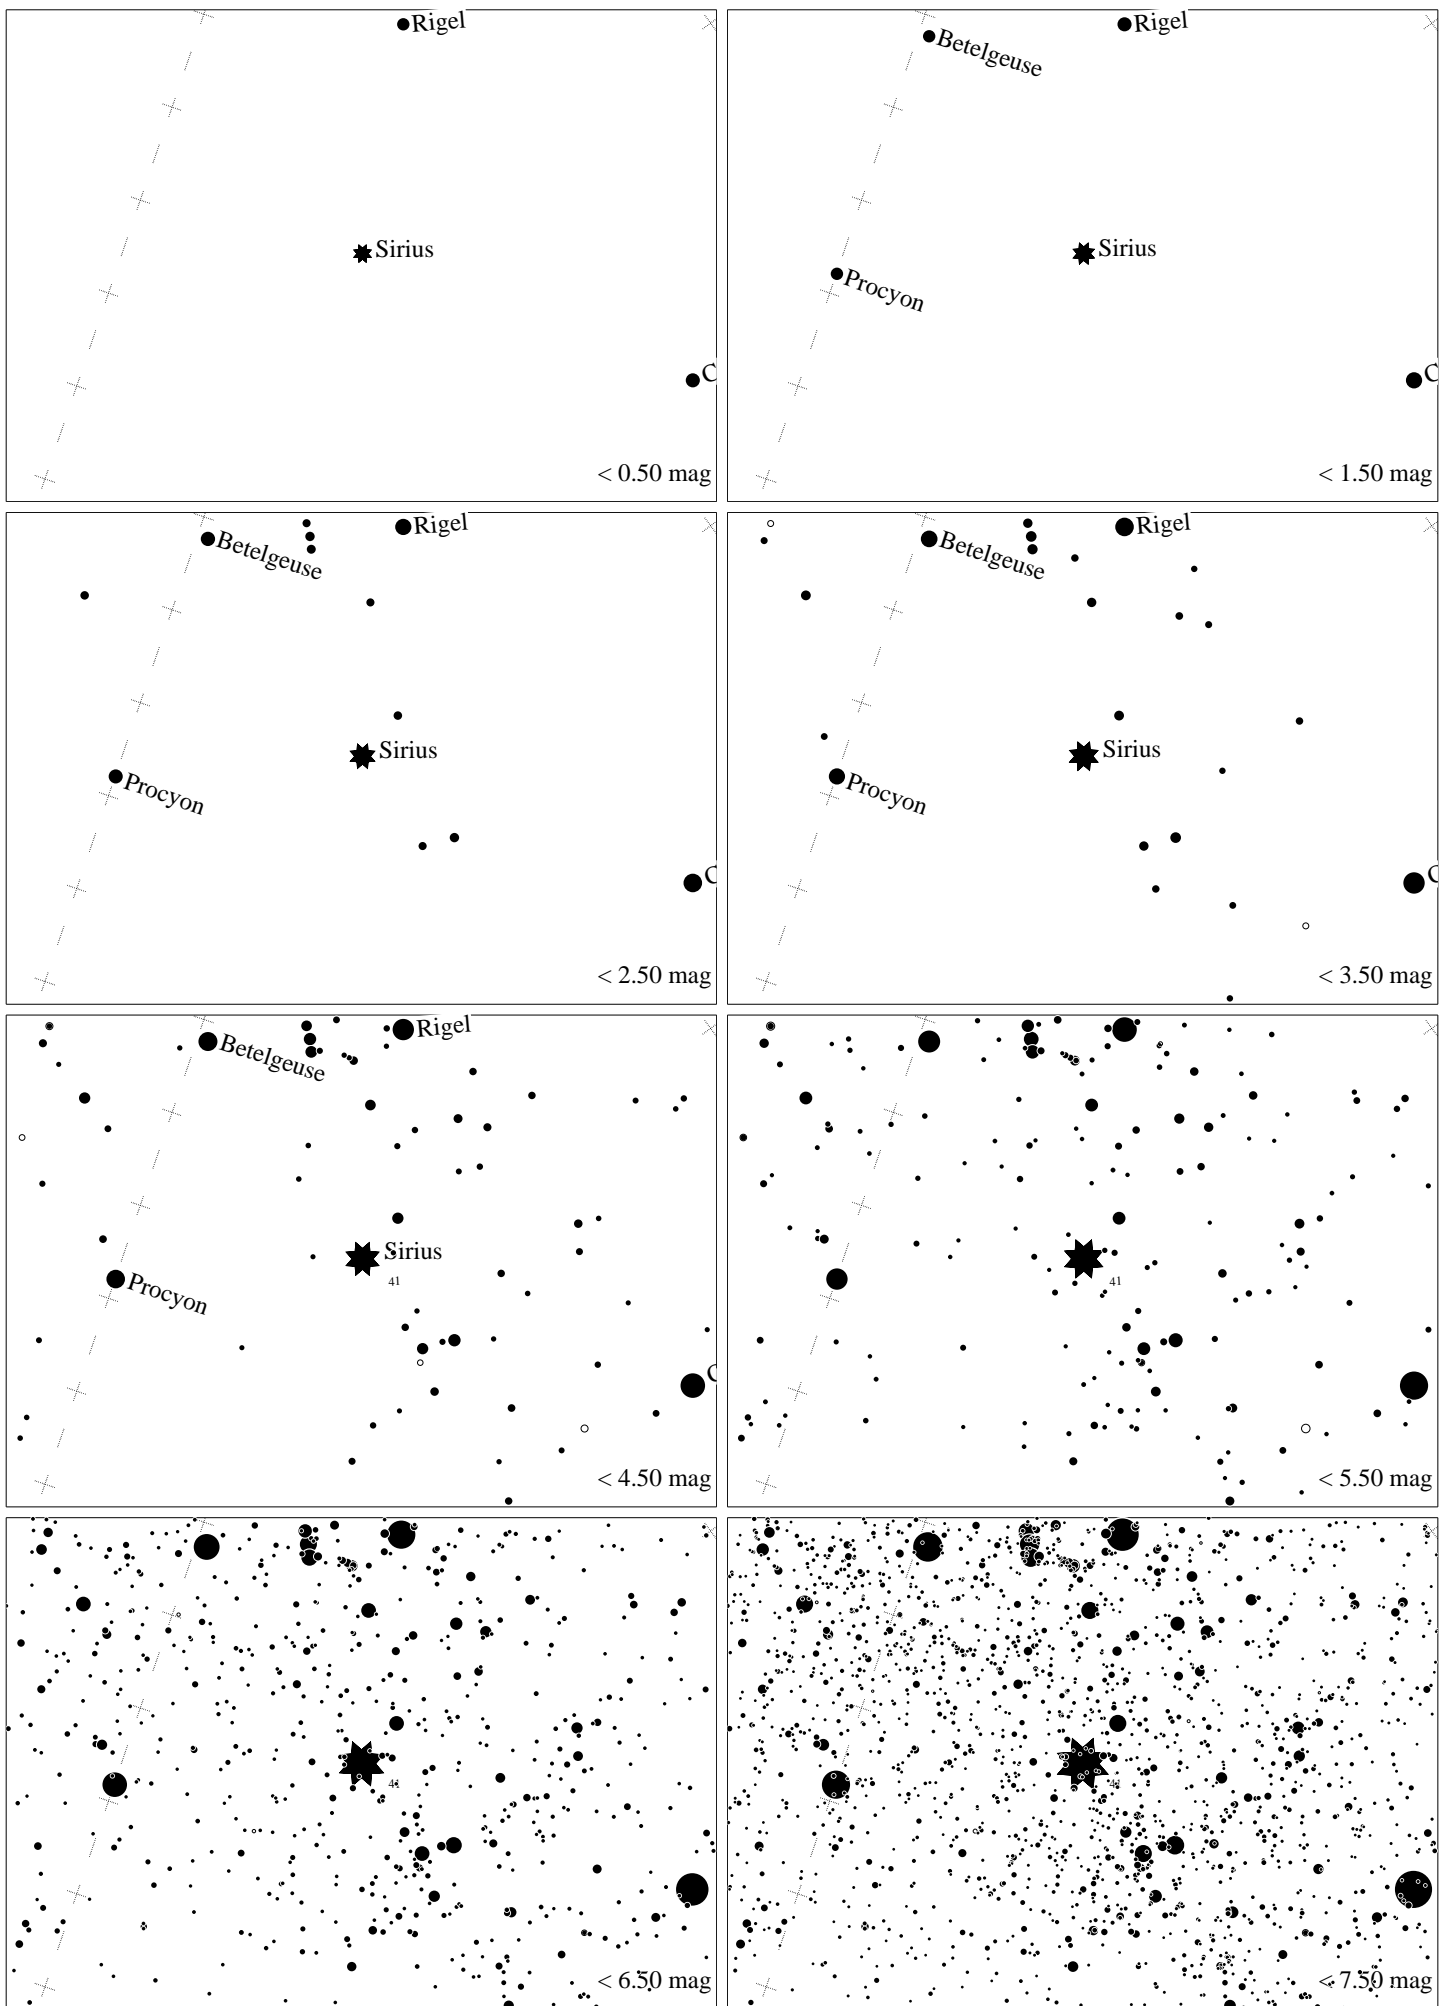 Rigel
Sirius
C
< 0.50 mag
Rigel
Betelgeuse
Sirius
Procyon
C
< 1.50 mag
Rigel
Betelgeuse
Sirius
Procyon
C
< 2.50 mag
Rigel
Betelgeuse
Sirius
Procyon
C
< 3.50 mag
Rigel
Betelgeuse
Sirius
41
Procyon
C
< 4.50 mag
41
< 5.50 mag
41
< 6.50 mag
41
< 7.50 mag